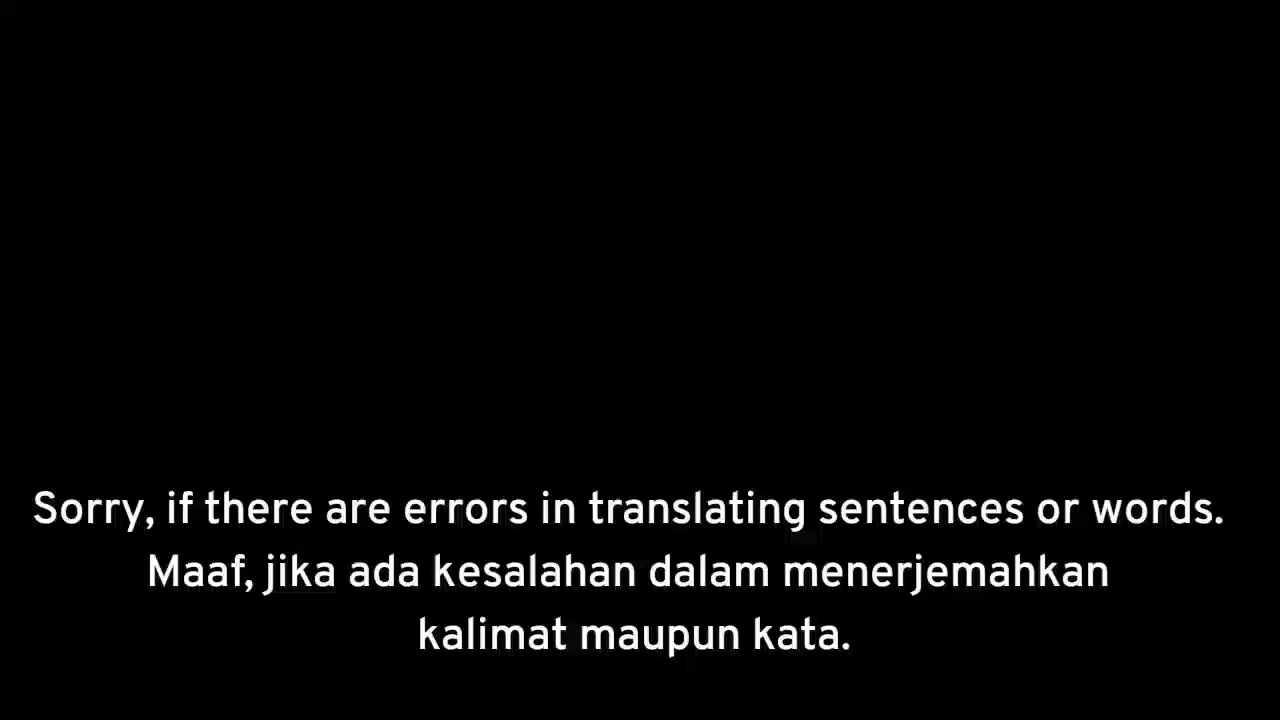 Sorry, if there are errors in translating sentences or words.
Maaf, jika ada kesalahan dalam menerjemahkan
kalimat maupun kata.